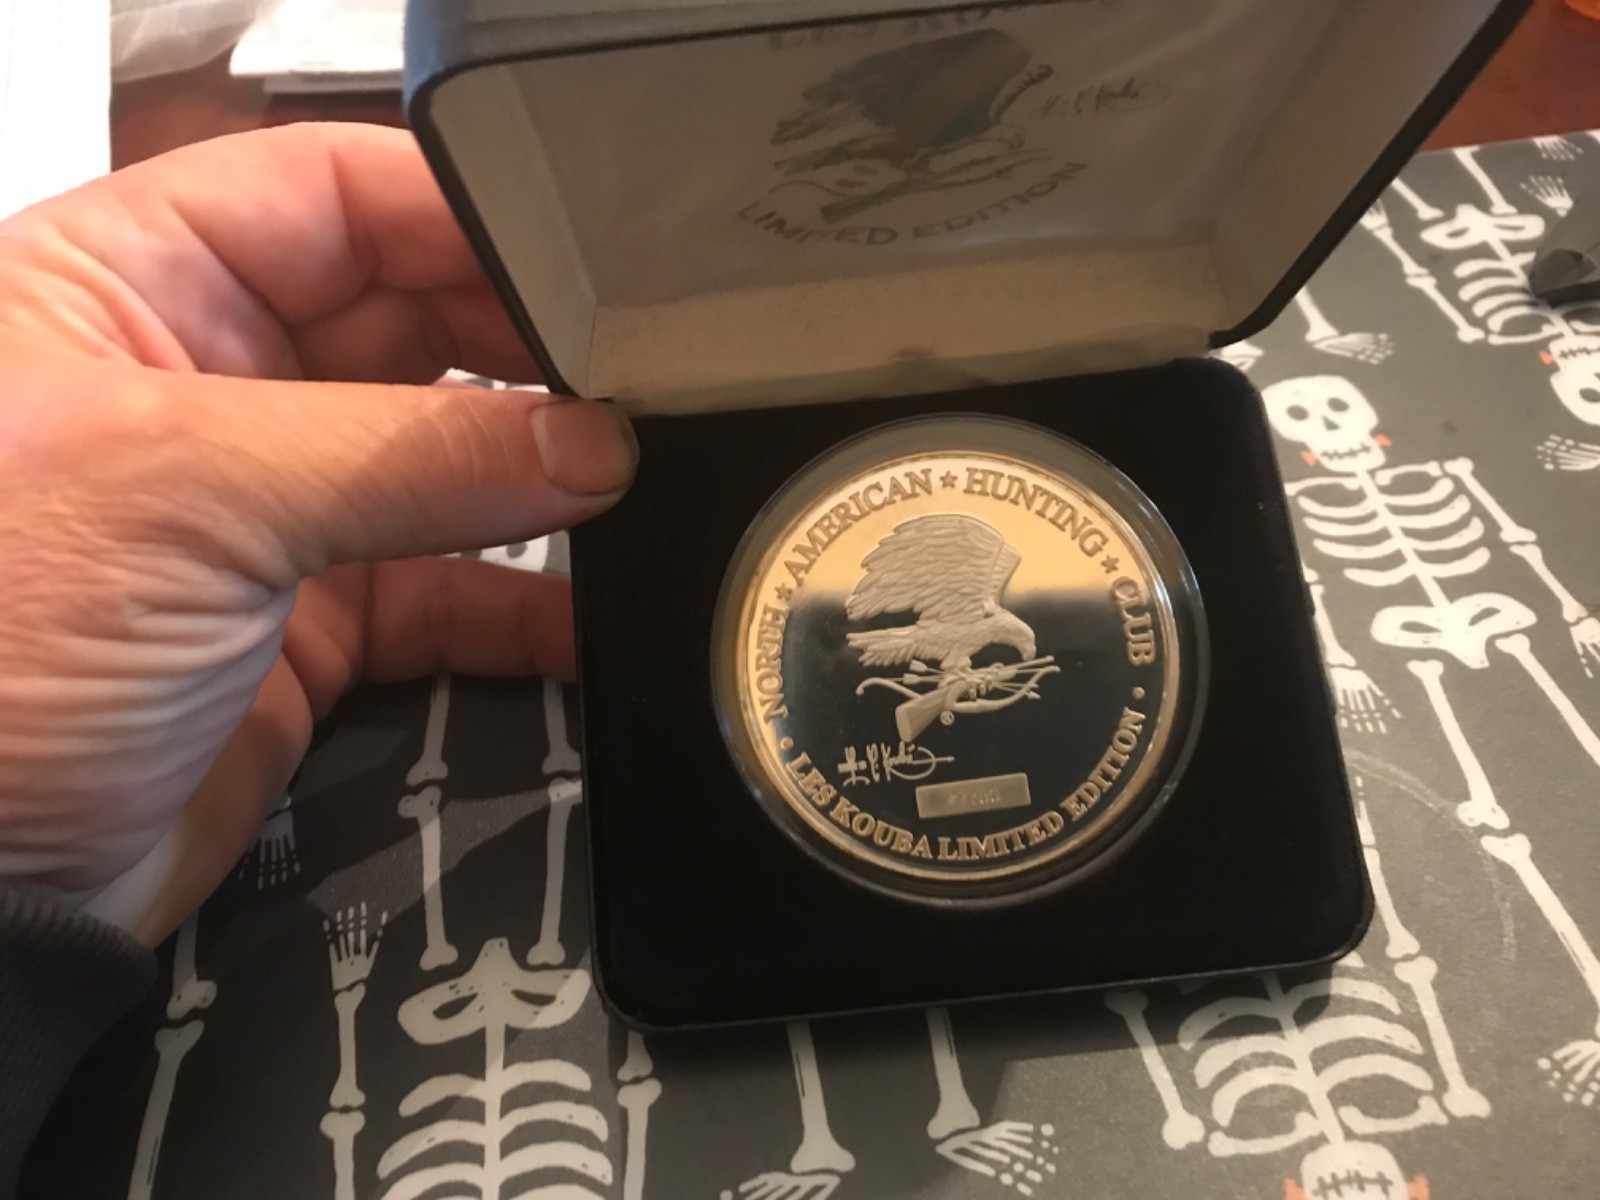 LIMITED EDITION
NORTH ★ AMERICAN ★ HUNTING ★ CLUB
®
• LES KOUBA LIMITED EDITION •